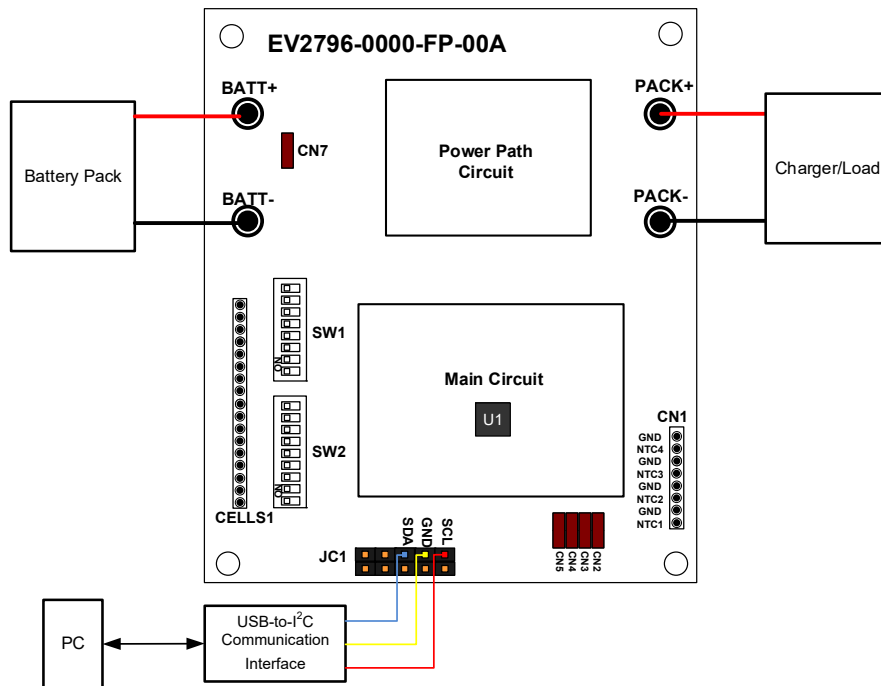 EV2796-0000-FP-00A
BATT+
PACK+
Battery Pack
CN7
Power Path
Circuit
Charger/Load
BATT-
PACK-
SW1
ON
Main Circuit
U1
SW2
ON
CELLS1
CN1
GND
NTC4
GND
NTC3
GND
NTC2
GND
NTC1
SDA
GND
SCL
JC1
CN5
CN4
CN3
CN2
PC
USB-to-I²C
Communication
Interface